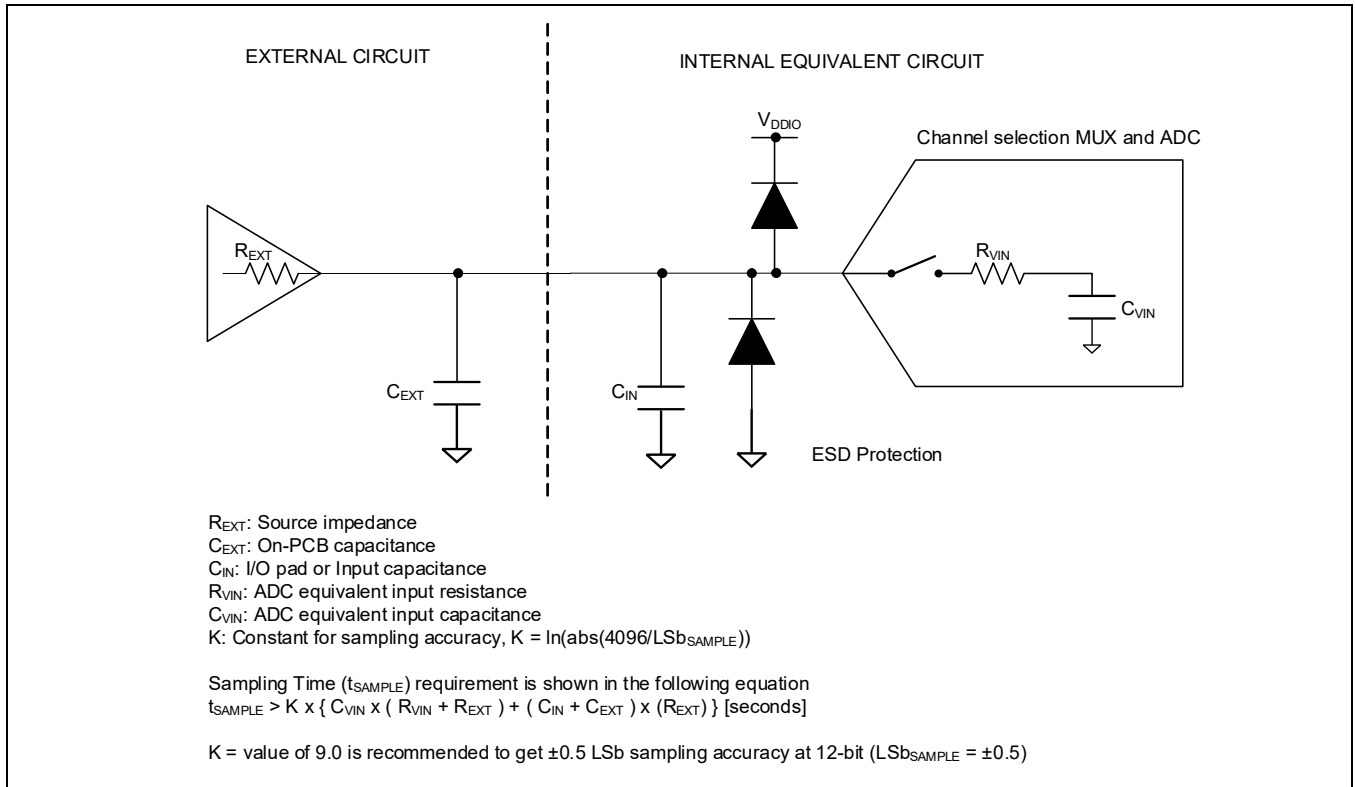 EXTERNAL CIRCUIT
INTERNAL EQUIVALENT CIRCUIT
VDDIO
Channel selection MUX and ADC
REXT
RVIN
CVIN
CEXT
CIN
ESD Protection
REXT: Source impedance
CEXT: On-PCB capacitance
CIN: I/O pad or Input capacitance
RVIN: ADC equivalent input resistance
CVIN: ADC equivalent input capacitance
K: Constant for sampling accuracy, K = ln(abs(4096/LSbSAMPLE))
Sampling Time (tSAMPLE) requirement is shown in the following equation
tSAMPLE > K x { CVIN x ( RVIN + REXT ) + ( CIN + CEXT ) x (REXT) } [seconds]
K = value of 9.0 is recommended to get ±0.5 LSb sampling accuracy at 12-bit (LSbSAMPLE = ±0.5)